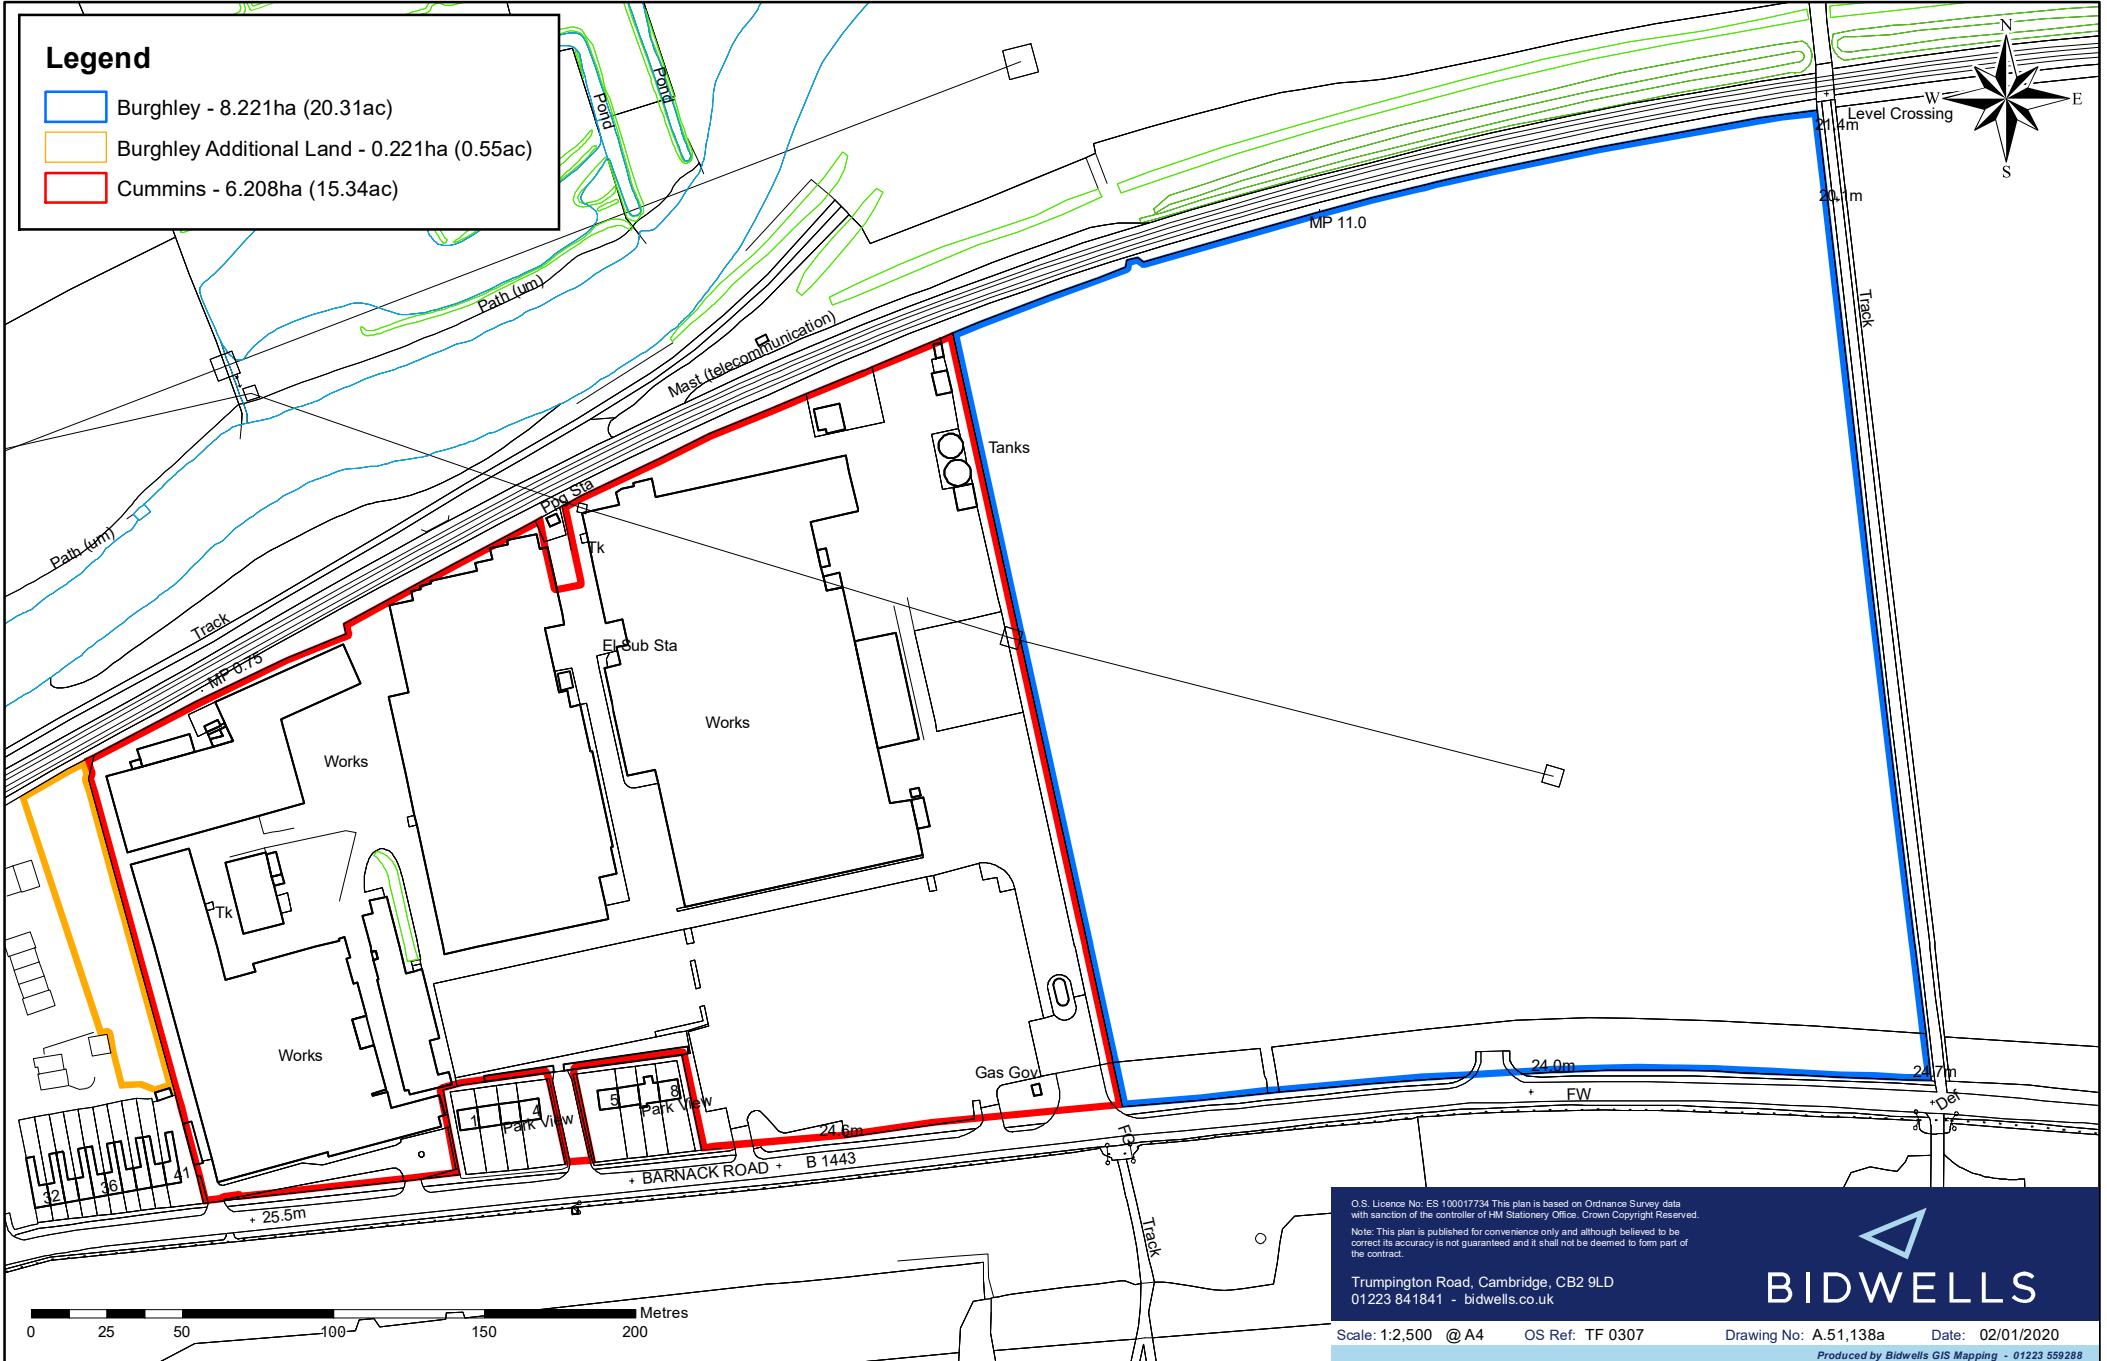 Legend
Burghley - 8.221ha (20.31ac)
Burghley Additional Land - 0.221ha (0.55ac)
Cummins - 6.208ha (15.34ac)
Pond
Pond
N
W
E
S
Level Crossing
21.4m
20.1m
MP 11.0
Track
Path (um)
Mast (telecommunication)
Tanks
Ppg Sta
Tk
Path (um)
Track
El Sub Sta
MP 0.75
Works
Works
Tk
Works
Gas Gov
24.0m
24.7m
FW
Def
1
4
Park View
5
8
Park View
24.6m
FQ
BARNACK ROAD
B 1443
32
36
41
25.5m
Track
0
25
50
100
150
200
Metres
O.S. Licence No: ES 100017734 This plan is based on Ordnance Survey data
with sanction of the controller of HM Stationery Office. Crown Copyright Reserved.
Note: This plan is published for convenience only and although believed to be
correct its accuracy is not guaranteed and it shall not be deemed to form part of
the contract.
Trumpington Road, Cambridge, CB2 9LD
01223 841841 - bidwells.co.uk
BIDWELLS
Scale: 1:2,500 @ A4
OS Ref: TF 0307
Drawing No: A.51,138a
Date: 02/01/2020
Produced by Bidwells GIS Mapping - 01223 559288